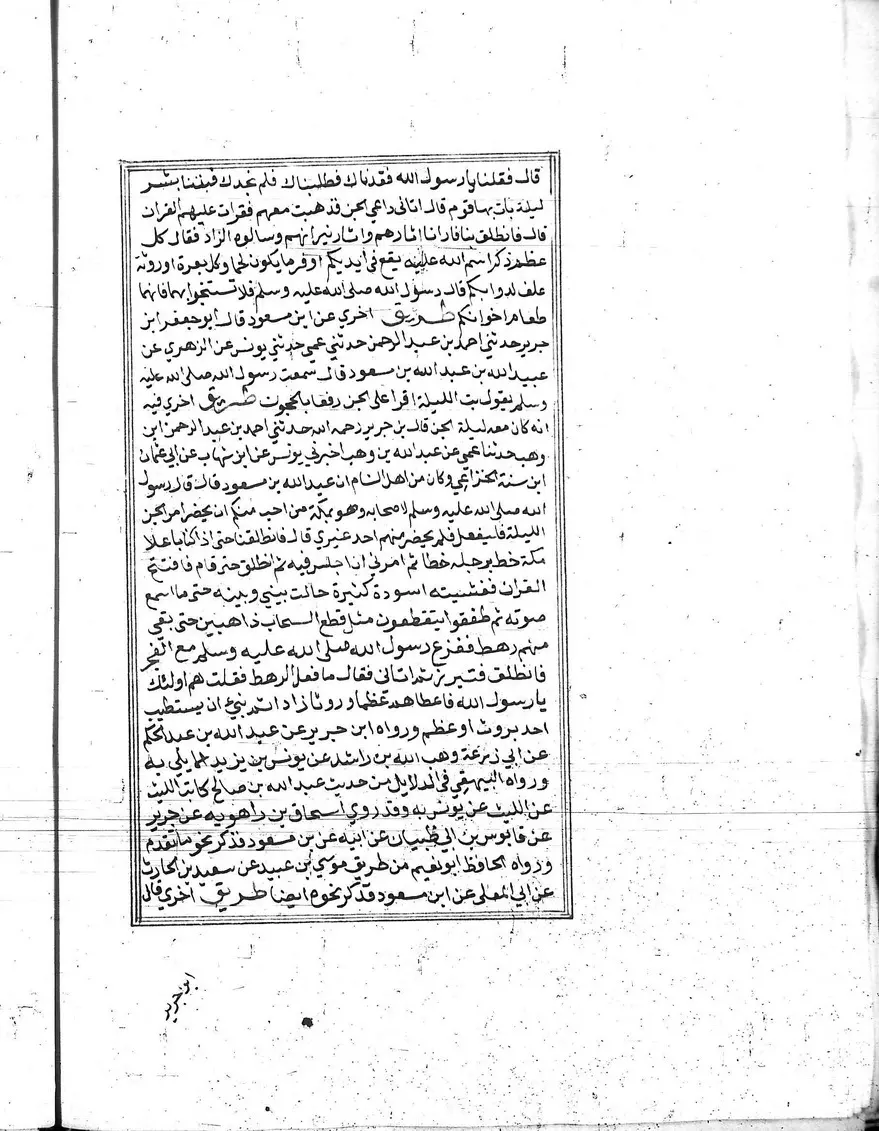 قال فقلنا يا رسول الله فقدناك فطلبناك فلم نجدك فبتنا بشر
ليلة بات بها قوم قال اتانى داعي الجن فذهبت معهم فقرات عليهم القران
قال فانطلق بنا فارانا اثارهم واثار نيرانهم وسالوه الزاد فقال كل
عظم ذكر اسم الله عليه يقع في ايديكم اوفر ما يكون لحما وكل بعرة او روثة
علف لدوابكم قال رسول الله صلى الله عليه وسلم فلا تستنجوا بهما فانهما
طعام اخوانكم طريق اخري عن ابن مسعود قال ابو جعفر ابن
جرير حدثني احمد بن عبد الرحمن حدثني عمي حدثني يونس عن الزهري عن
عبيد الله بن عبد الله بن مسعود قال سمعت رسول الله صلى الله عليه
وسلم يقول بت الليلة اقرا على الجن رفقا بالحجوت طريق اخري فيه
انه كان معه ليلة الجن قال بن جرير رحمه الله حدثني احمد بن عبد الرحمن ابن
وهب حدثنا عمي عن عبد الله بن وهب اخبرني يونس عن ابن شهاب عن ابي عثمان
ابن سنة الخزاعي وكان من اهل الشام ان عبد الله بن مسعود قال قال رسول
الله صلى الله عليه وسلم لاصحابه وهو بمكة من احب منكم ان يحضر امر الجن
الليلة فليفعل فلم يحضر منهم احد غيري قال فانطلقنا حتى اذا كنا باعلا
مكة خط برجله خطا ثم امرني ان اجلس فيه ثم انطلق حتى قام فافتتح
القران فغشيته اسودة كثيرة حالت بيني وبينه حتى ما اسمع
صوته ثم طفقوا يتقطعون مثل قطع السحاب ذاهبين حتى بقي
منهم رهط ففزع رسول الله صلى الله عليه وسلم مع الفجر
فانطلق فتبرز ثم اتانى فقال ما فعل الرهط فقلت هم اولئك
يا رسول الله فاعطاهم عظما وروثا زادا ثم نهي ان يستطيب
احد بروث او عظم ورواه ابن جرير عن عبد الله بن عبد الحكم
عن ابي زرعة وهب الله بن راشد عن يونس بن يزيد الايلي به
ورواه البيهقي في الدلايل من حديث عبد الله بن صالح كاتب الليث
عن الليث عن يونس به وقد روي اسحاق بن راهويه عن جرير
عن قابوس بن ابي ظبيان عن ابيه عن بن مسعود فذكر نحو ما تقدم
ورواه الحافظ ابو نعيم من طريق موسي بن عبيد عن سعيد بن الحارث
عن ابي المعلى عن ابن مسعود فذكر نحوه ايضا طريق اخري قال
ابن جرير